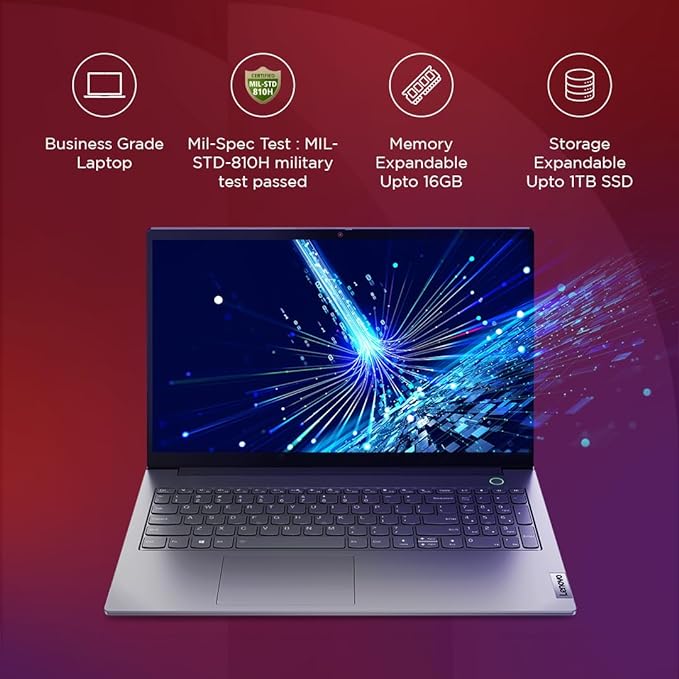 CERTIFIED
MIL-STD
810H
Business Grade
Laptop
Mil-Spec Test : MIL-
STD-810H military
test passed
Memory
Expandable
Upto 16GB
Storage
Expandable
Upto 1TB SSD
Lenovo